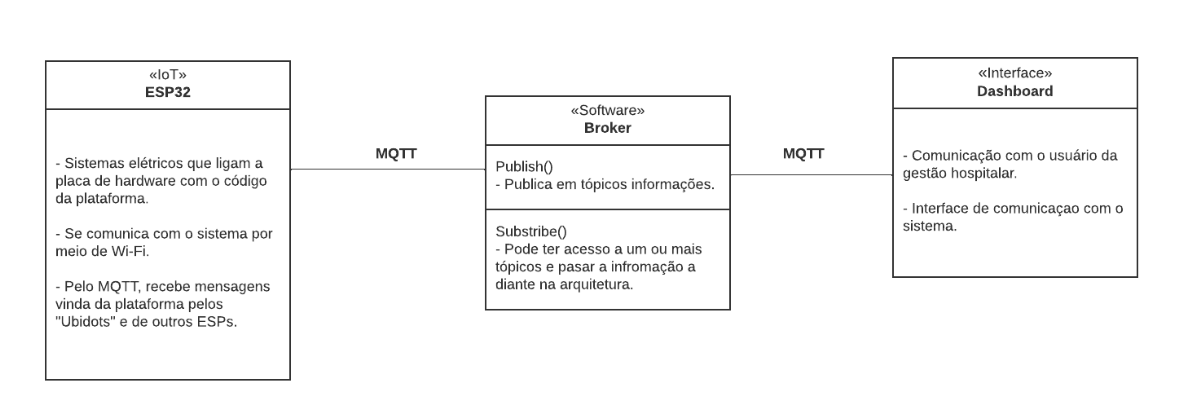 «IoT»
ESP32
- Sistemas elétricos que ligam a
placa de hardware com o código
da plataforma.
- Se comunica com o sistema por
meio de Wi-Fi.
- Pelo MQTT, recebe mensagens
vinda da plataforma pelos
"Ubidots" e de outros ESPs.
MQTT
«Software»
Broker
Publish()
- Publica em tópicos informações.
Substribe()
- Pode ter acesso a um ou mais
tópicos e pasar a infromação a
diante na arquitetura.
MQTT
«Interface»
Dashboard
- Comunicação com o usuário da
gestão hospitalar.
- Interface de comunicaçao com o
sistema.